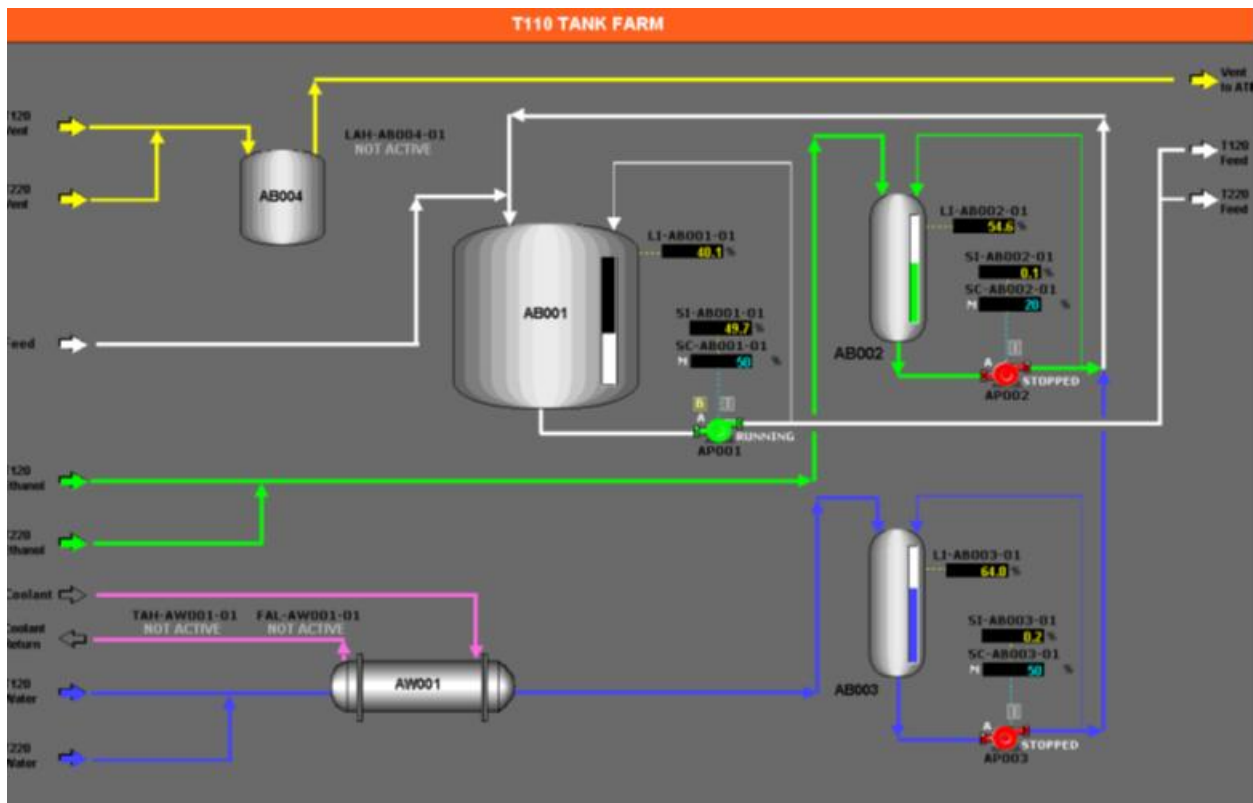 T110 TANK FARM
T120
Vent
T220
Vent
AB004
LAH-AB004-01
NOT ACTIVE
Vent
T120
Feed
T220
Feed
Feed
AB001
LI-AB001-01
40.1 %
SI-AB001-01
49.7 %
SC-AB001-01
M 50 %
A
AP001
RUNNING
AB002
LI-AB002-01
54.6 %
SI-AB002-01
0.1 %
SC-AB002-01
M 20 %
A
STOPPED
AP002
T120
Ethanol
T220
Ethanol
Coolant
Coolant
Return
TAH-AW001-01
NOT ACTIVE
FAL-AW001-01
NOT ACTIVE
AW001
T120
Water
T220
Water
AB003
LI-AB003-01
64.0 %
SI-AB003-01
0.2 %
SC-AB003-01
M 50 %
A
STOPPED
AP003